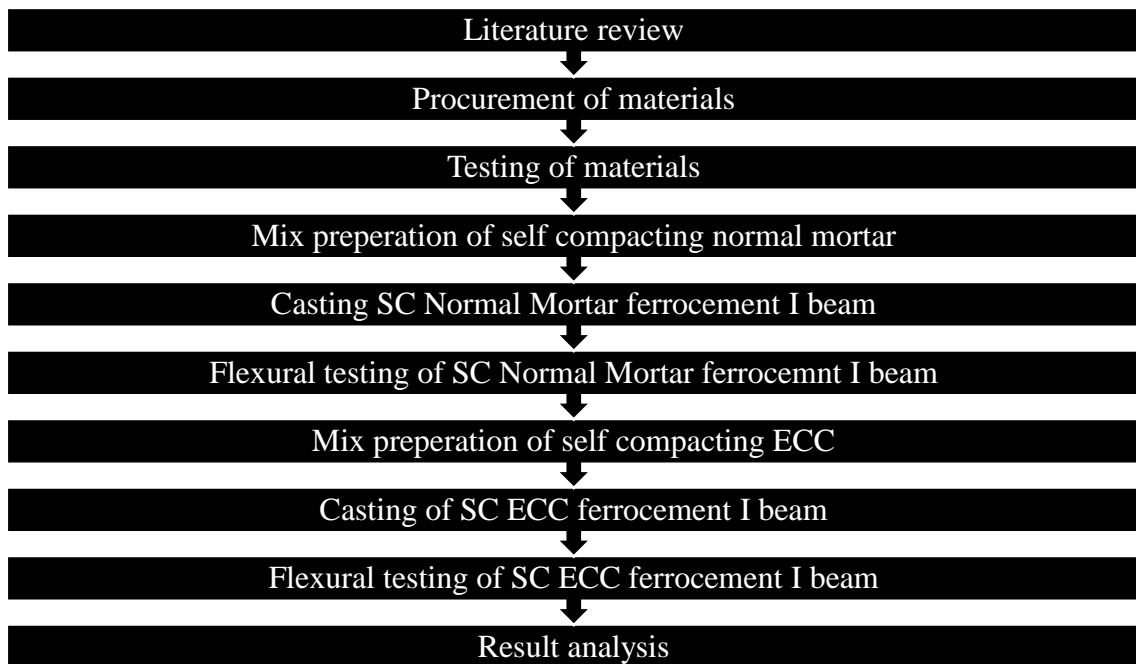 Literature review
Procurement of materials
Testing of materials
Mix preperation of self compacting normal mortar
Casting SC Normal Mortar ferrocement I beam
Flexural testing of SC Normal Mortar ferrocemnt I beam
Mix preperation of self compacting ECC
Casting of SC ECC ferrocement I beam
Flexural testing of SC ECC ferrocement I beam
Result analysis